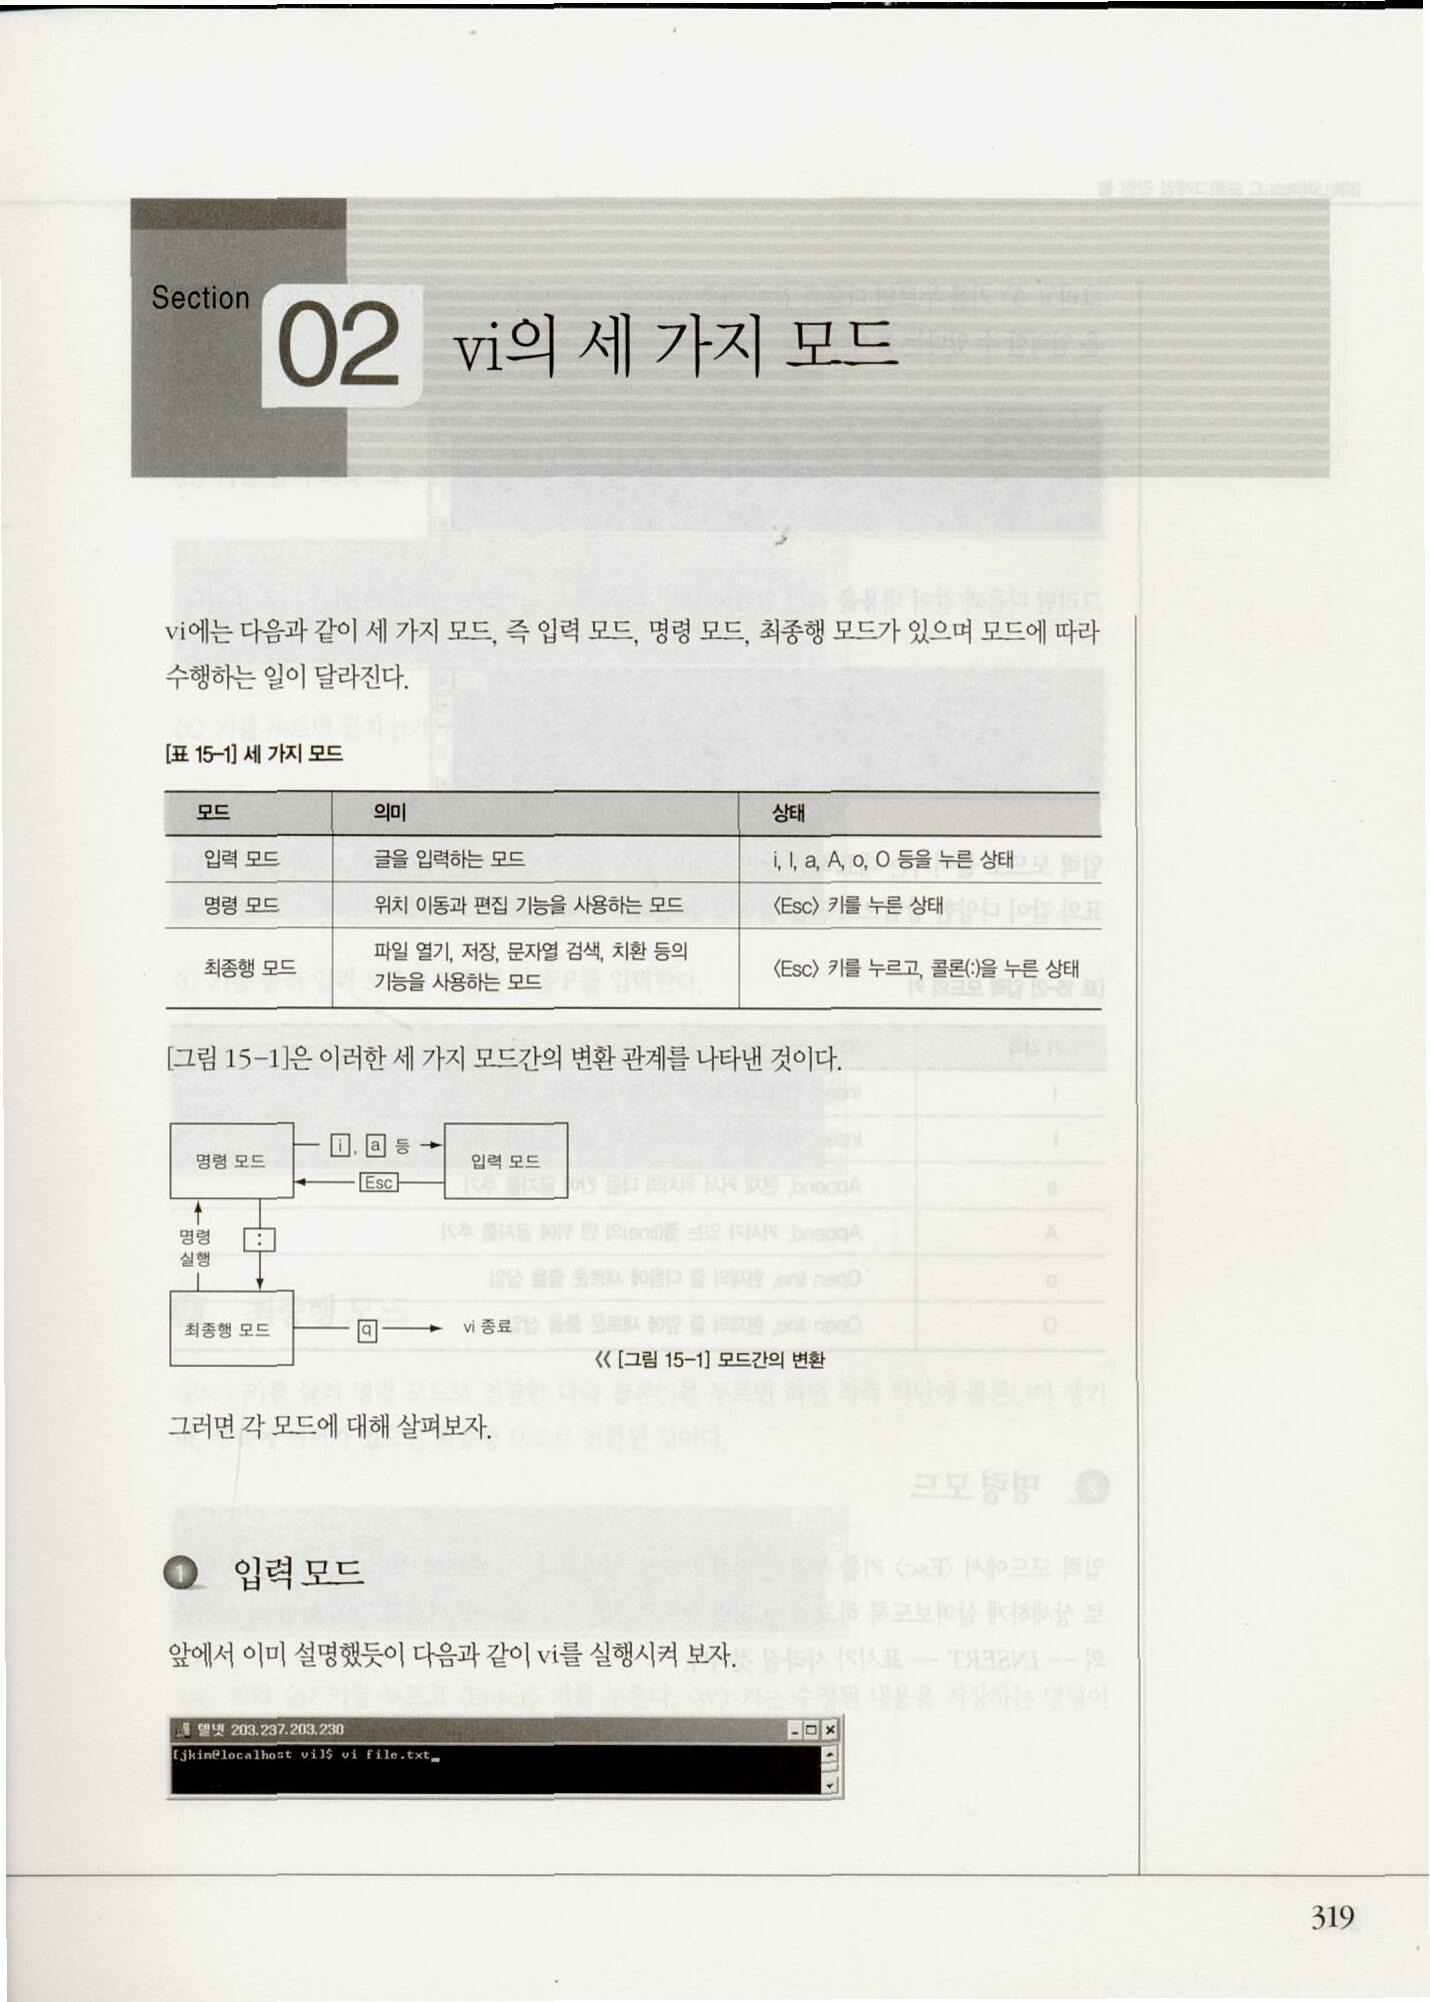 Section
02
vi의 세 가지 모드
vi에는 다음과 같이 세 가지 모드, 즉 입력 모드, 명령 모드, 최종행 모드가 있으며 모드에 따라
수행하는 일이 달라진다.
[표 15-1] 세 가지 모드
모드 의미 상태
입력 모드 글을 입력하는 모드 i, I, a, A, o, O 등을 누른 상태
명령 모드 위치 이동과 편집 기능을 사용하는 모드 〈Esc〉 키를 누른 상태
최종행 모드 파일 열기, 저장, 문자열 검색, 치환 등의
기능을 사용하는 모드 〈Esc〉 키를 누르고, 콜론(:)을 누른 상태
[그림 15-1]은 이러한 세 가지 모드간의 변환 관계를 나타낸 것이다.
명령 모드 i, a 등 입력 모드
Esc
명령
실행
:
최종행 모드 q vi 종료
《 [그림 15-1] 모드간의 변환
그러면 각 모드에 대해 살펴보자.
1 입력 모드
앞에서 이미 설명했듯이 다음과 같이 vi를 실행시켜 보자.
텔넷 203.237.203.230
[jkim@localhost vi]$ vi file.txt_
319